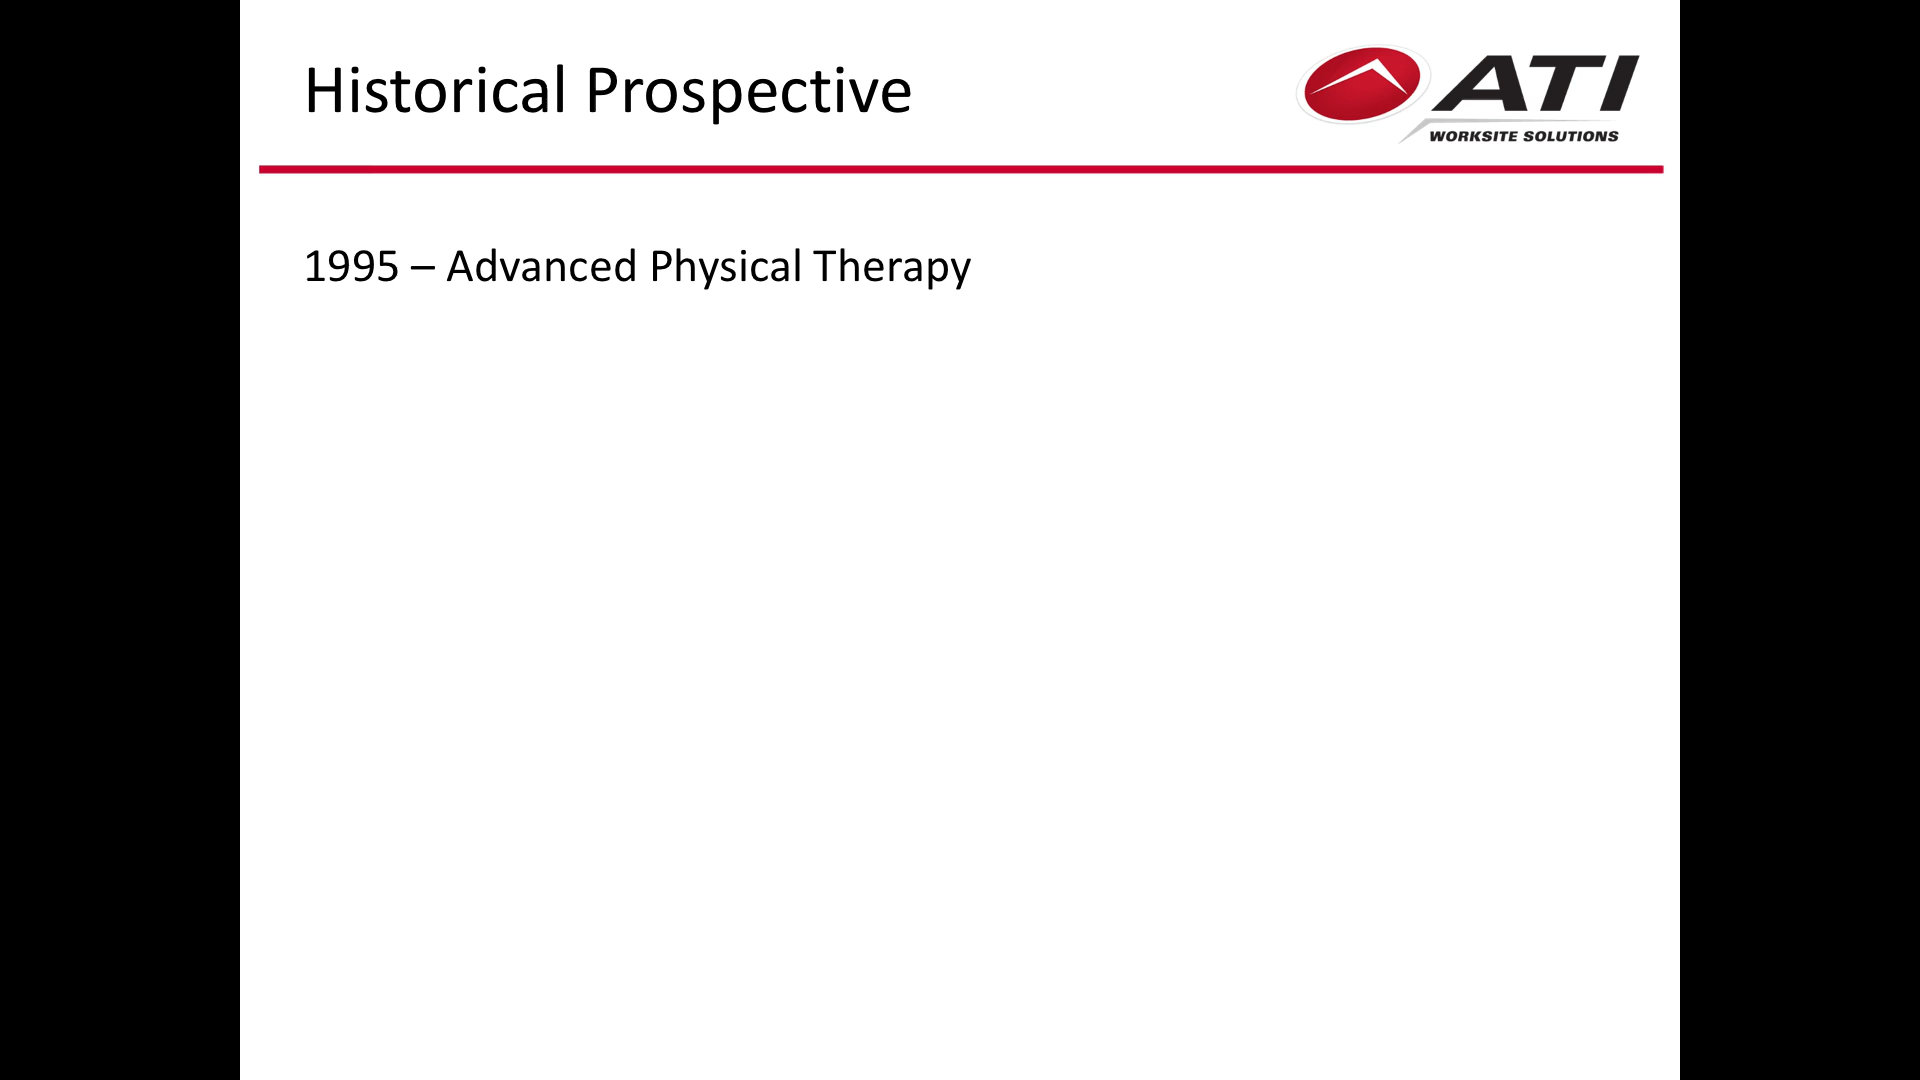 Historical Prospective
ATI
WORKSITE SOLUTIONS
1995 – Advanced Physical Therapy